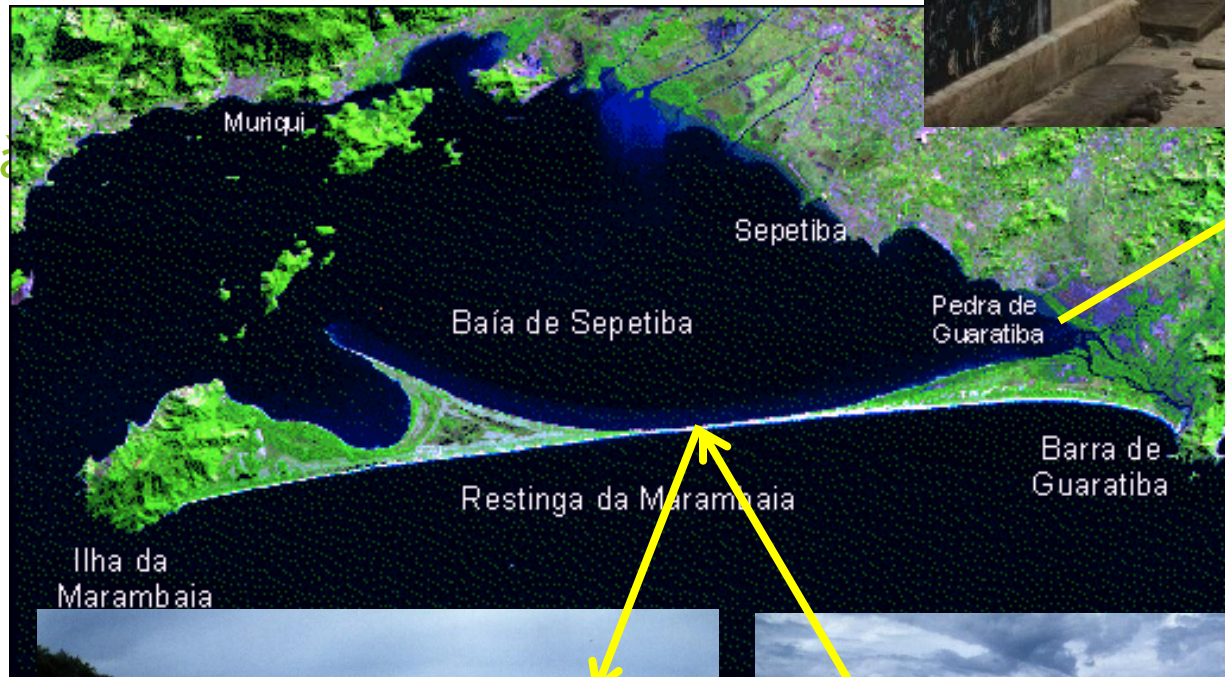 Muriqui
Sepetiba
Baía de Sepetiba
Pedra de
Guaratiba
Barra de
Guaratiba
Restinga da Marambaia
Ilha da
Marambaia